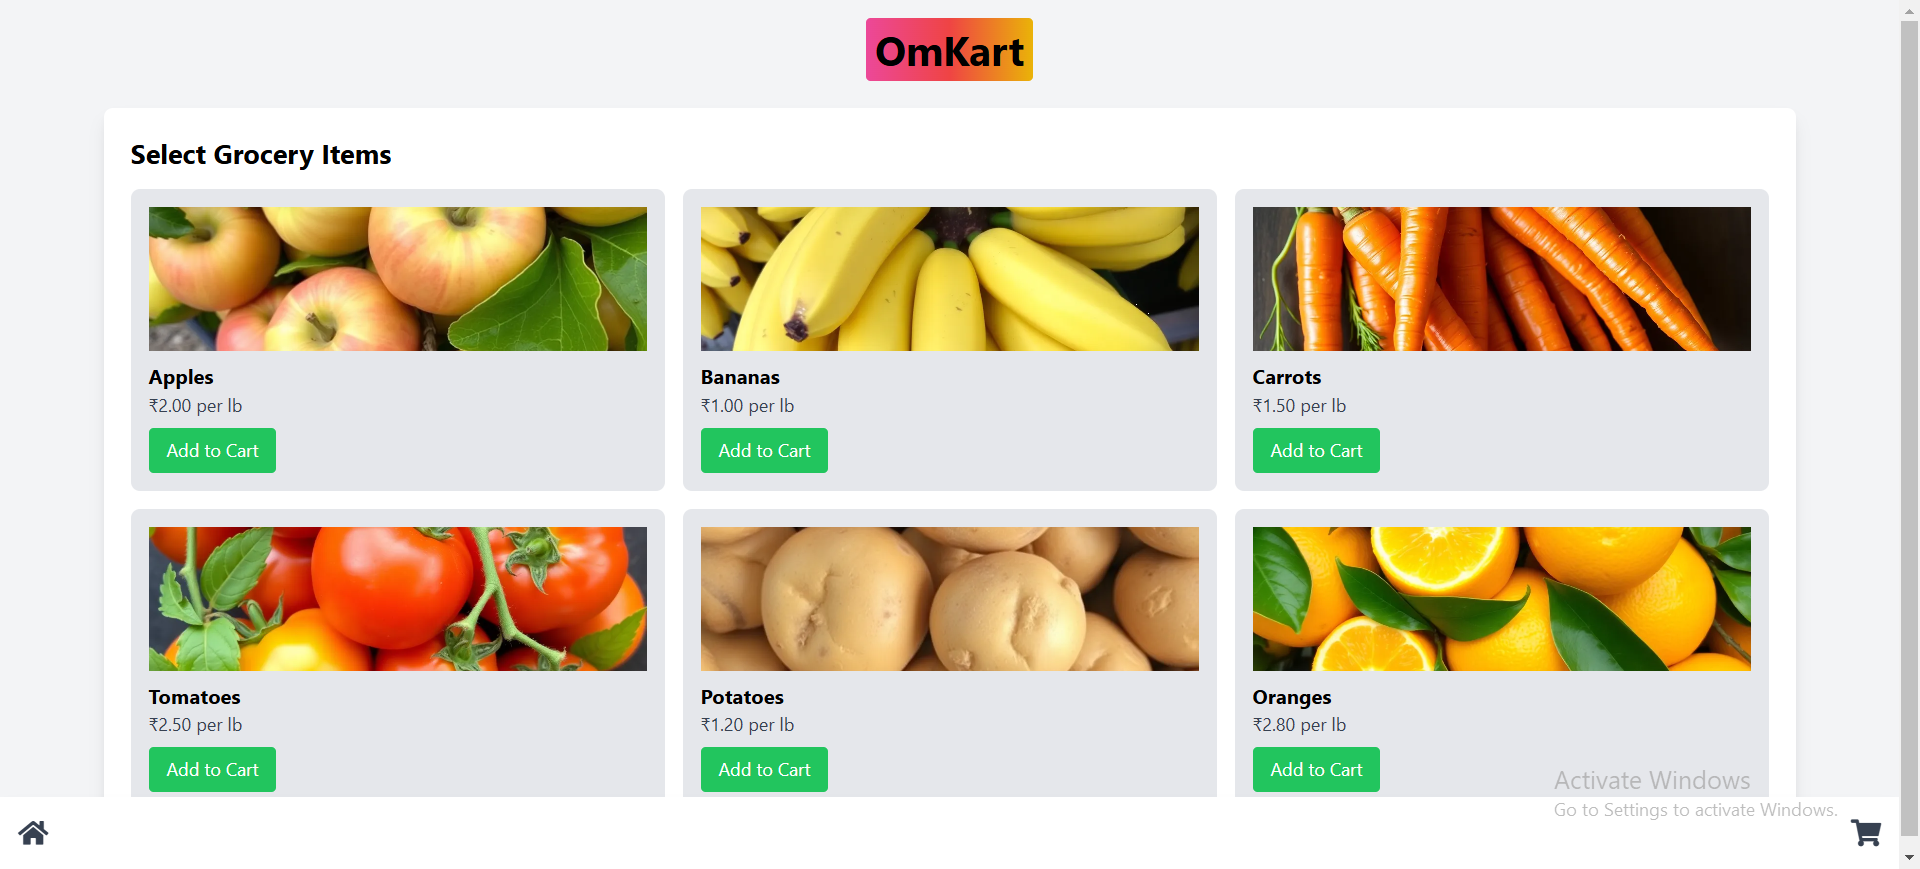 OmKart
Select Grocery Items
Apples
₹2.00 per lb
Add to Cart
Bananas
₹1.00 per lb
Add to Cart
Carrots
₹1.50 per lb
Add to Cart
Tomatoes
₹2.50 per lb
Add to Cart
Potatoes
₹1.20 per lb
Add to Cart
Oranges
₹2.80 per lb
Add to Cart
Activate Windows
Go to Settings to activate Windows.